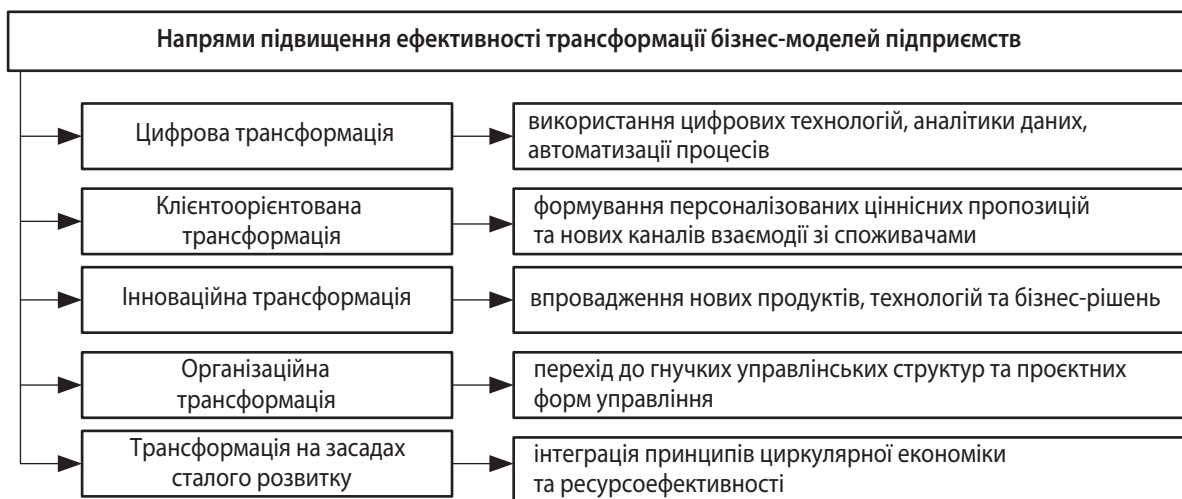 Напрями підвищення ефективності трансформації бізнес-моделей підприємств
Цифрова трансформація
використання цифрових технологій, аналітики даних,
автоматизації процесів
Клієнтоорієнтована
трансформація
формування персоналізованих ціннісних пропозицій
та нових каналів взаємодії зі споживачами
Інноваційна трансформація
впровадження нових продуктів, технологій та бізнес-рішень
Організаційна
трансформація
перехід до гнучких управлінських структур та проєктних
форм управління
Трансформація на засадах
сталого розвитку
інтеграція принципів циркулярної економіки
та ресурсоефективності